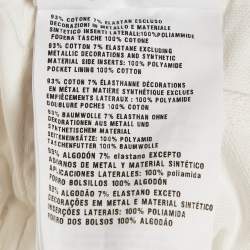 93% COTONE 7% ELASTAN ESCLUSO
DECORAZIONI IN METALLO O MATERIALE
SINTETICO INSERTI LATERALI:100%POLIAMMIDE
FODERA TASCHE 100% COTONE
93% COTTON 7% ELASTANE EXCLUDING
METALLIC DECORATIONS AND SYNTHETIC
MATERIAL SIDE INSERTS: 100% POLYAMIDE
POCKET LINING 100% COTTON
93% COTON 7% ELASTHANNE DECORATIONS
EN MÉTAL ET MATIÈRE SYNTHÉTIQUE EXCLUES
EMPIÈCEMENTS LATÉRAUX : 100% POLYAMIDE
DOUBLURE POCHES 100% COTON
93% BAUMWOLLE 7% ELASTHAN OHNE
DEKORATIONEN AUS METALL UND
SYNTHETISCHEM MATERIAL
SEITENEINSÄTZE: 100% POLYAMID
TASCHENFUTTER 100% BAUMWOLLE
93% ALGODÓN 7% elastano EXCEPTO
ADORNOS DE METAL Y MATERIAL SINTÉTICO
APLICACIONES LATERALES: 100% poliamida
FORRO BOLSILLOS 100% ALGODÓN
93% ALGODÃO 7% elastano EXCETO
DECORAÇÕES EM METAL E MATERIAL SINTÉTICO
INSERÇÕES LATERAIS: 100% POLIAMIDA
FORRO DOS BOLSOS 100% ALGODÃO